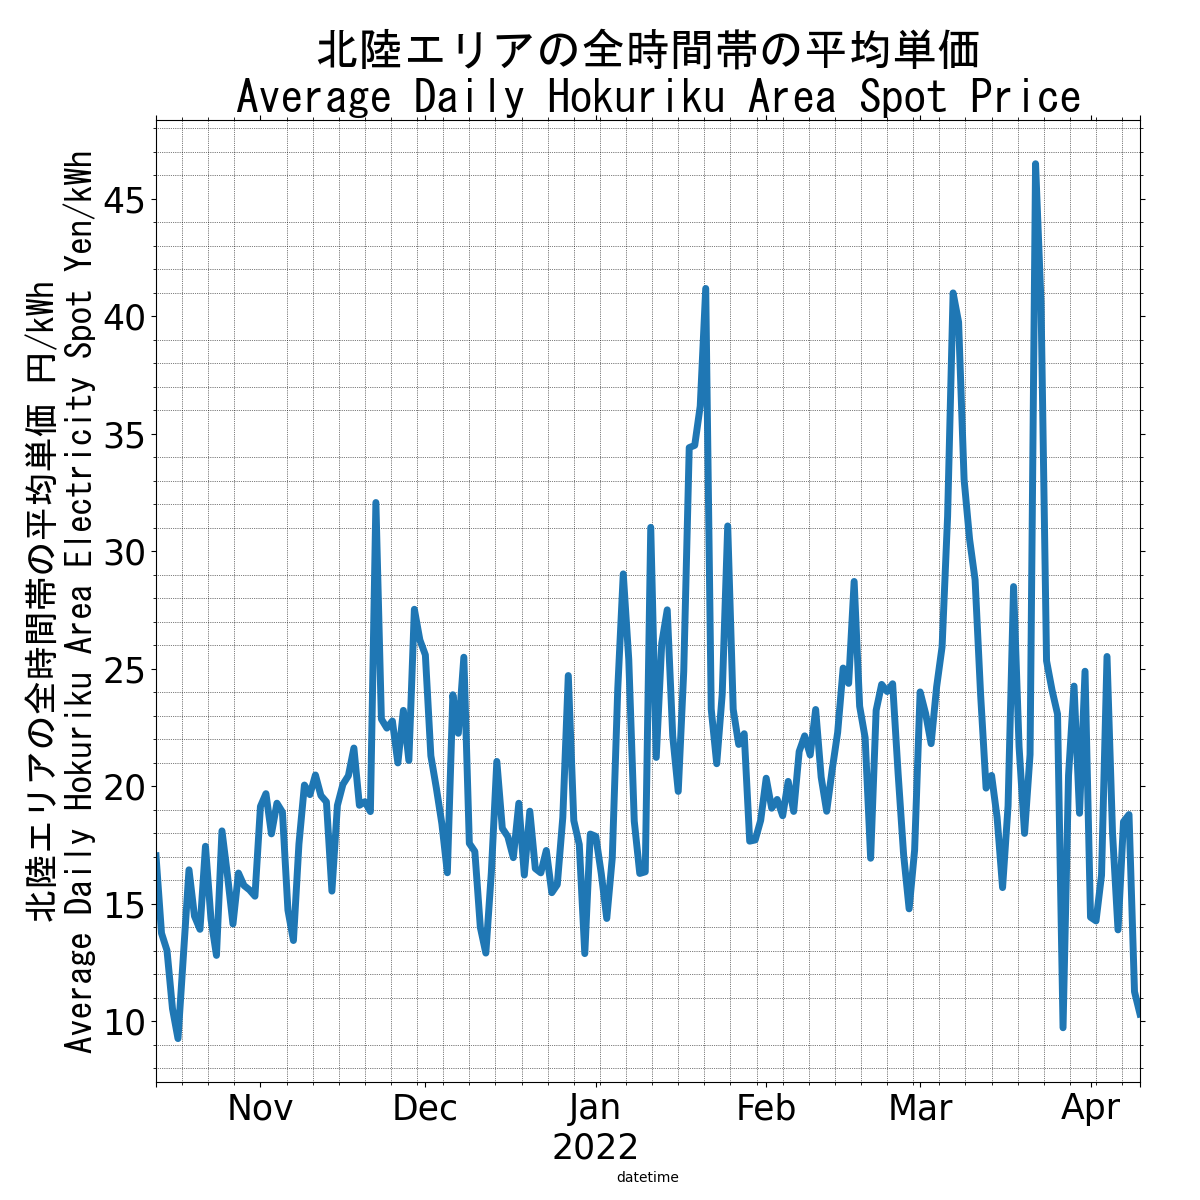 北陸エリアの全時間帯の平均単価
Average Daily Hokuriku Area Spot Price
北陸エリアの全時間帯の平均単価 円/kWh
Average Daily Hokuriku Area Electricity Spot Yen/kWh
45
40
35
30
25
20
15
10
Nov
Dec
Jan
2022
Feb
Mar
Apr
datetime